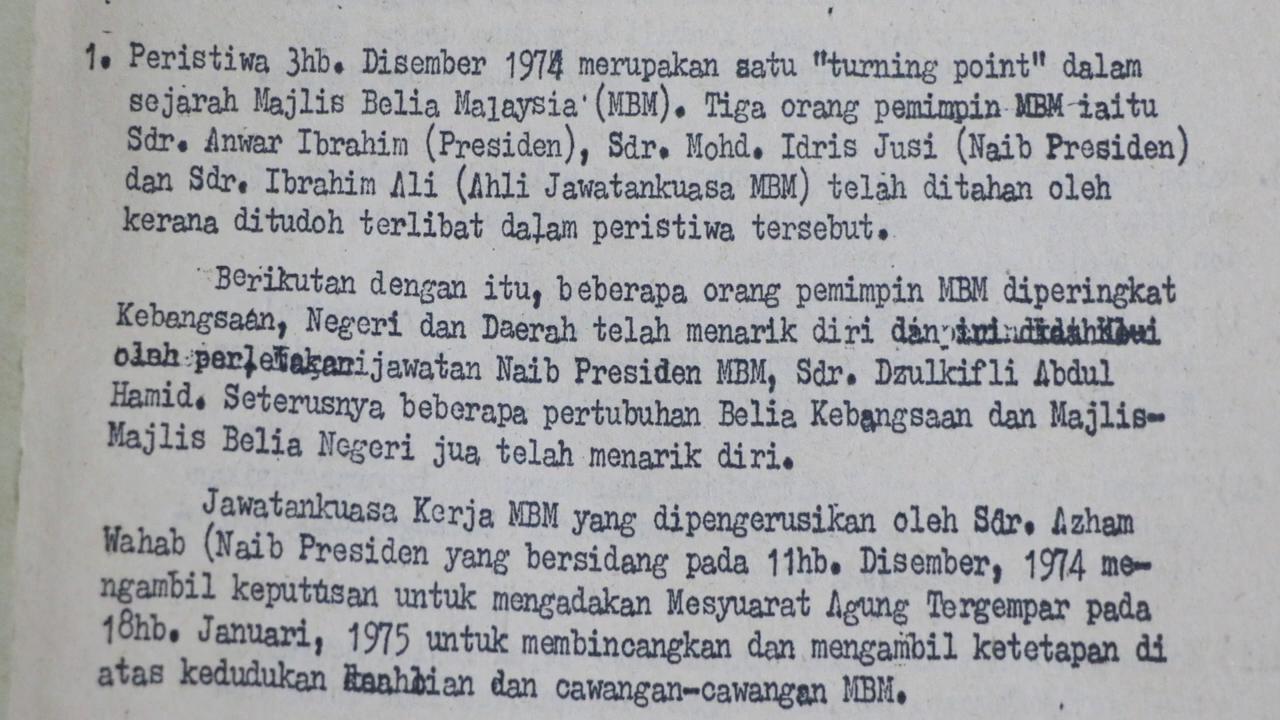 1. Peristiwa 3hb. Disember 1974 merupakan satu "turning point" dalam
sejarah Majlis Belia Malaysia (MBM). Tiga orang pemimpin MBM iaitu
Sdr. Anwar Ibrahim (Presiden), Sdr. Mohd. Idris Jusi (Naib Presiden)
dan Sdr. Ibrahim Ali (Ahli Jawatankuasa MBM) telah ditahan oleh
kerana ditudoh terlibat dalam peristiwa tersebut.
Berikutan dengan itu, beberapa orang pemimpin MBM diperingkat
Kebangsaan, Negeri dan Daerah telah menarik diri
jawatan Naib Presiden MBM, Sdr. Dzulkifli Abdul
Hamid. Seterusnya beberapa pertubuhan Belia Kebangsaan dan Majlis-
Majlis Belia Negeri jua telah menarik diri.
Jawatankuasa Kerja MBM yang dipengerusikan oleh Sdr. Azham
Wahab (Naib Presiden yang bersidang pada 11hb. Disember, 1974 me-
ngambil keputusan untuk mengadakan Mesyuarat Agung Tergempar pada
18hb. Januari, 1975 untuk membincangkan dan mengambil ketetapan di
atas kedudukan dan cawangan-cawangan MBM.